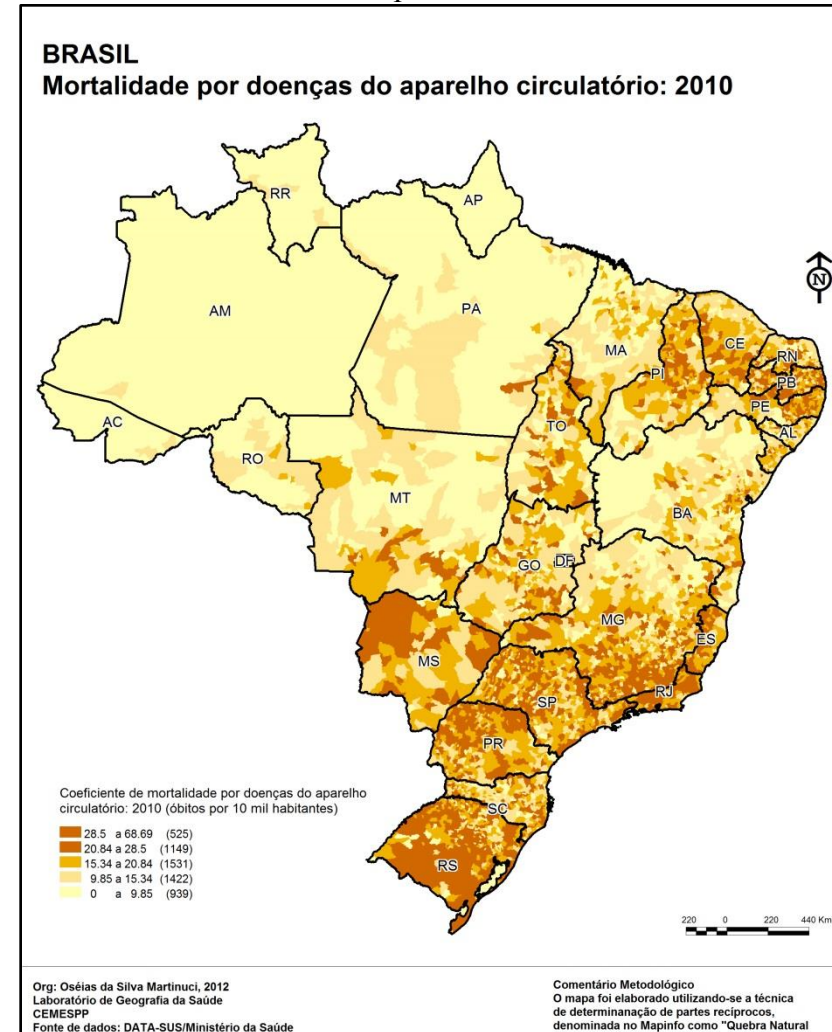 BRASIL
Mortalidade por doenças do aparelho circulatório: 2010
RR
AP
N
AM
PA
MA
CE
RN
PI
PB
PE
AL
AC
TO
RO
MT
BA
GO
DF
MG
ES
MS
SP
RJ
PR
SC
RS
Coeficiente de mortalidade por doenças do aparelho
circulatório: 2010 (óbitos por 10 mil habitantes)
28.5 a 68.69 (525)
20.84 a 28.5 (1149)
15.34 a 20.84 (1531)
9.85 a 15.34 (1422)
0 a 9.85 (939)
220 0 220 440 Km
Org: Oséias da Silva Martinuci, 2012
Laboratório de Geografia da Saúde
CEMESPP
Fonte de dados: DATA-SUS/Ministério da Saúde
Comentário Metodológico
O mapa foi elaborado utilizando-se a técnica
de determinanação de partes recíprocos,
denominada no Mapinfo como "Quebra Natural